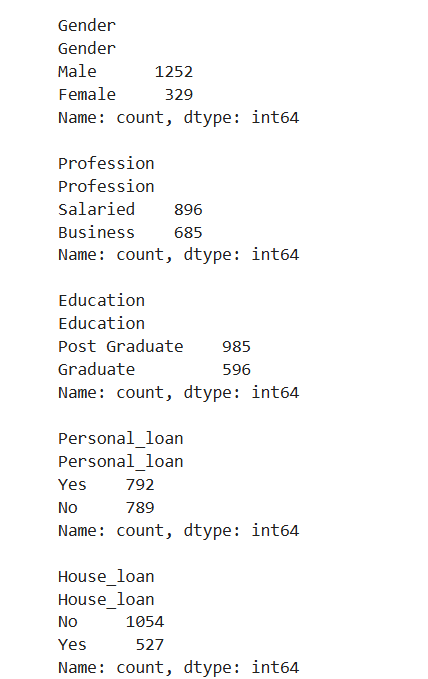 Gender
Gender
Male      1252
Female     329
Name: count, dtype: int64

Profession
Profession
Salaried    896
Business    685
Name: count, dtype: int64

Education
Education
Post Graduate    985
Graduate         596
Name: count, dtype: int64

Personal_loan
Personal_loan
Yes    792
No     789
Name: count, dtype: int64

House_loan
House_loan
No     1054
Yes     527
Name: count, dtype: int64